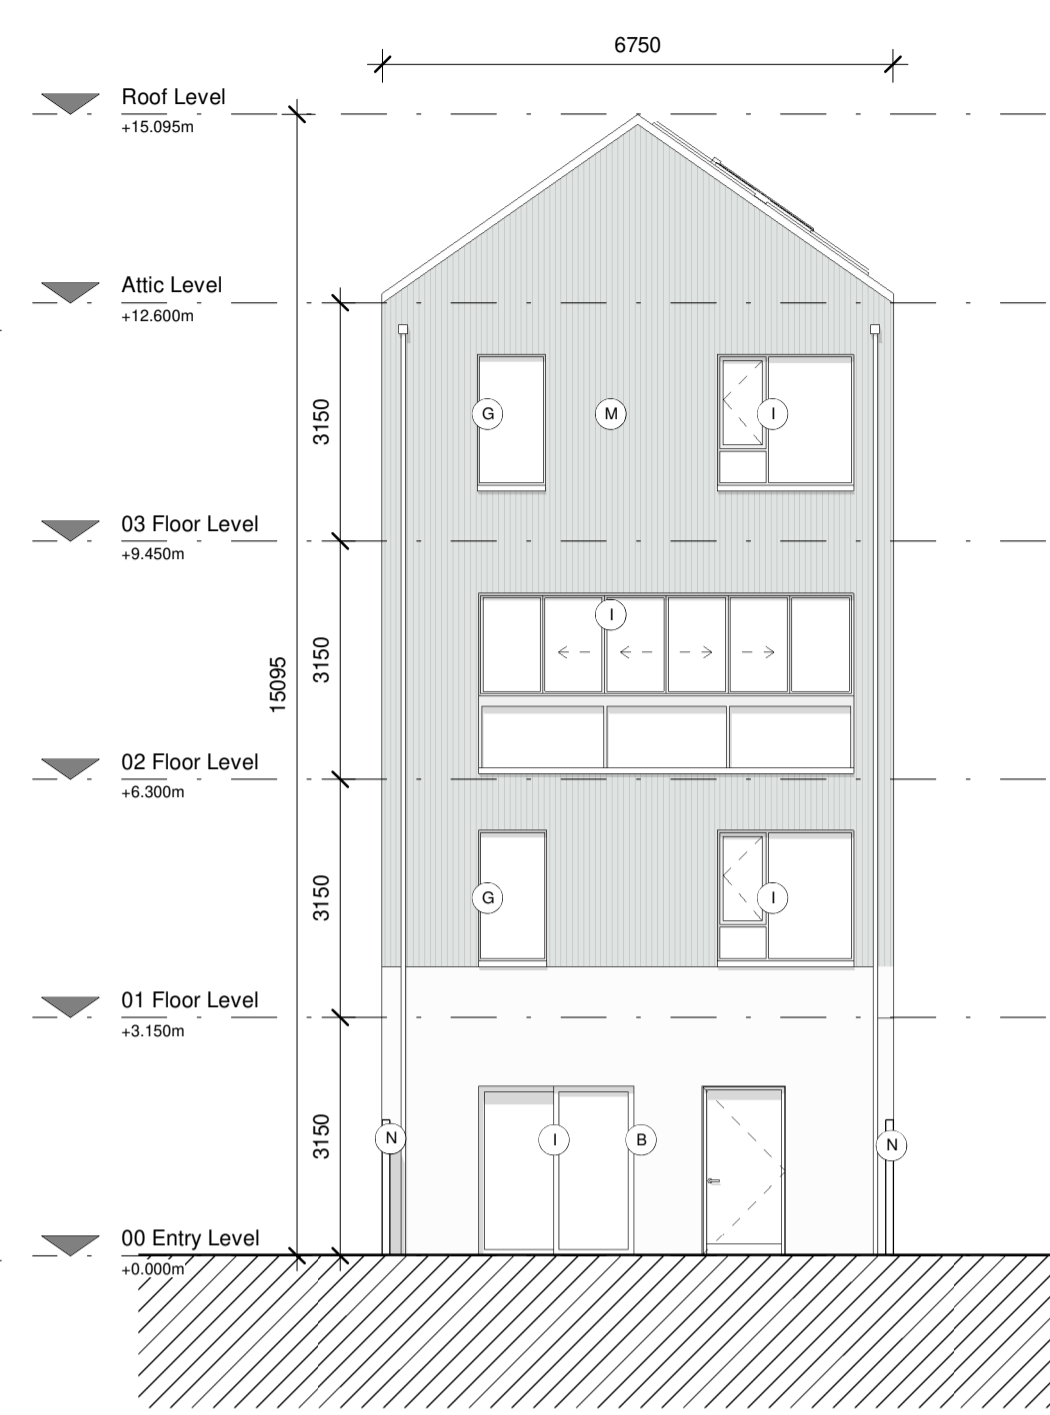 6750
Roof Level
+15.095m
Attic Level
+12.600m
3150
G
M
I
03 Floor Level
+9.450m
I
3150
15095
02 Floor Level
+6.300m
3150
G
I
01 Floor Level
+3.150m
3150
N
I
B
N
00 Entry Level
+0.000m